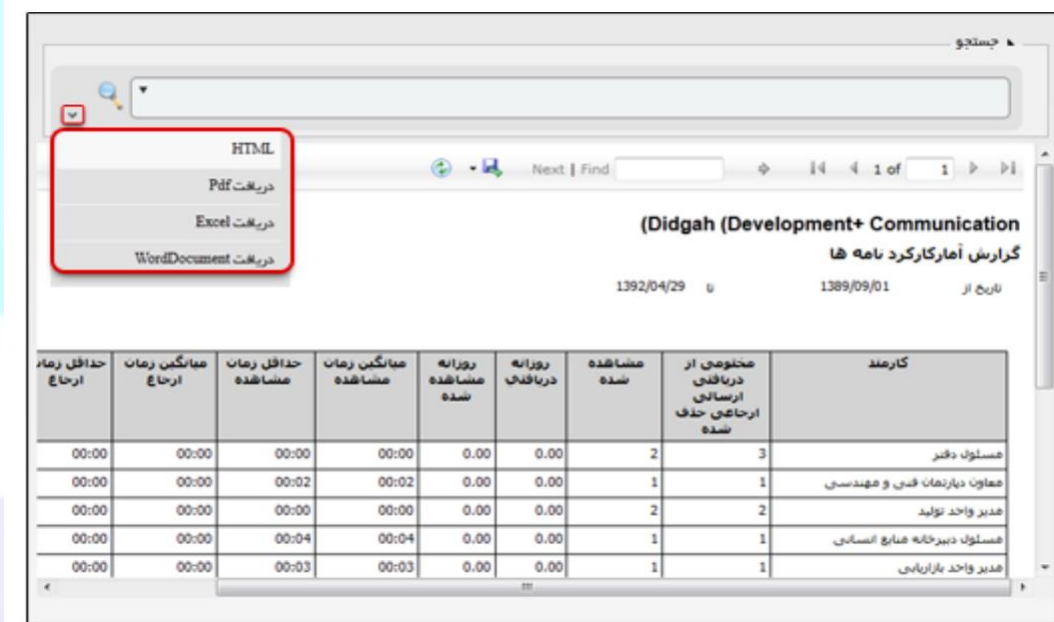 جستجو
HTML
دریافت Pdf
دریافت Excel
دریافت WordDocument
Next | Find
1 of 1
(Didgah (Development+ Communication
گزارش آمارکارکرد نامه ها
تاریخ از 1389/09/01 تا 1392/04/29
کارمند مختومی از دریافتی ارسالی ارجاعی حذف شده مشاهده شده روزانه دریافتی روزانه مشاهده شده میانگین زمان مشاهده حداقل زمان مشاهده میانگین زمان ارجاع حداقل زمان ارجاع
مسئول دفتر 3 2 0.00 0.00 00:00 00:00 00:00 00:00
معاون دپارتمان فنی و مهندسی 1 1 0.00 0.00 00:02 00:02 00:00 00:00
مدیر واحد تولید 2 2 0.00 0.00 00:00 00:00 00:00 00:00
مسئول دبیرخانه منابع انسانی 1 1 0.00 0.00 00:04 00:04 00:00 00:00
مدیر واحد بازاریابی 1 1 0.00 0.00 00:03 00:03 00:00 00:00